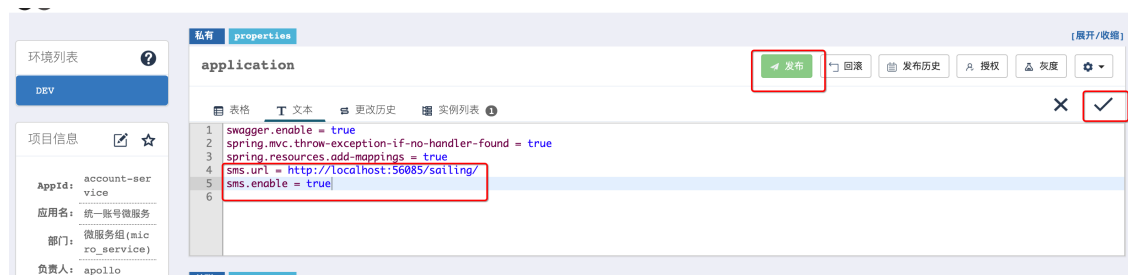 私有 properties [展开/收缩]
环境列表
application 发布 回滚 发布历史 授权 灰度
DEV
表格 文本 更改历史 实例列表 1
项目信息
1 swagger.enable = true
2 spring.mvc.throw-exception-if-no-handler-found = true
3 spring.resources.add-mappings = true
4 sms.url = http://localhost:56085/sailing/
5 sms.enable = true
6
AppId: account-ser
vice
应用名: 统一账号微服务
部门: 微服务组(mic
ro_service)
负责人: apollo